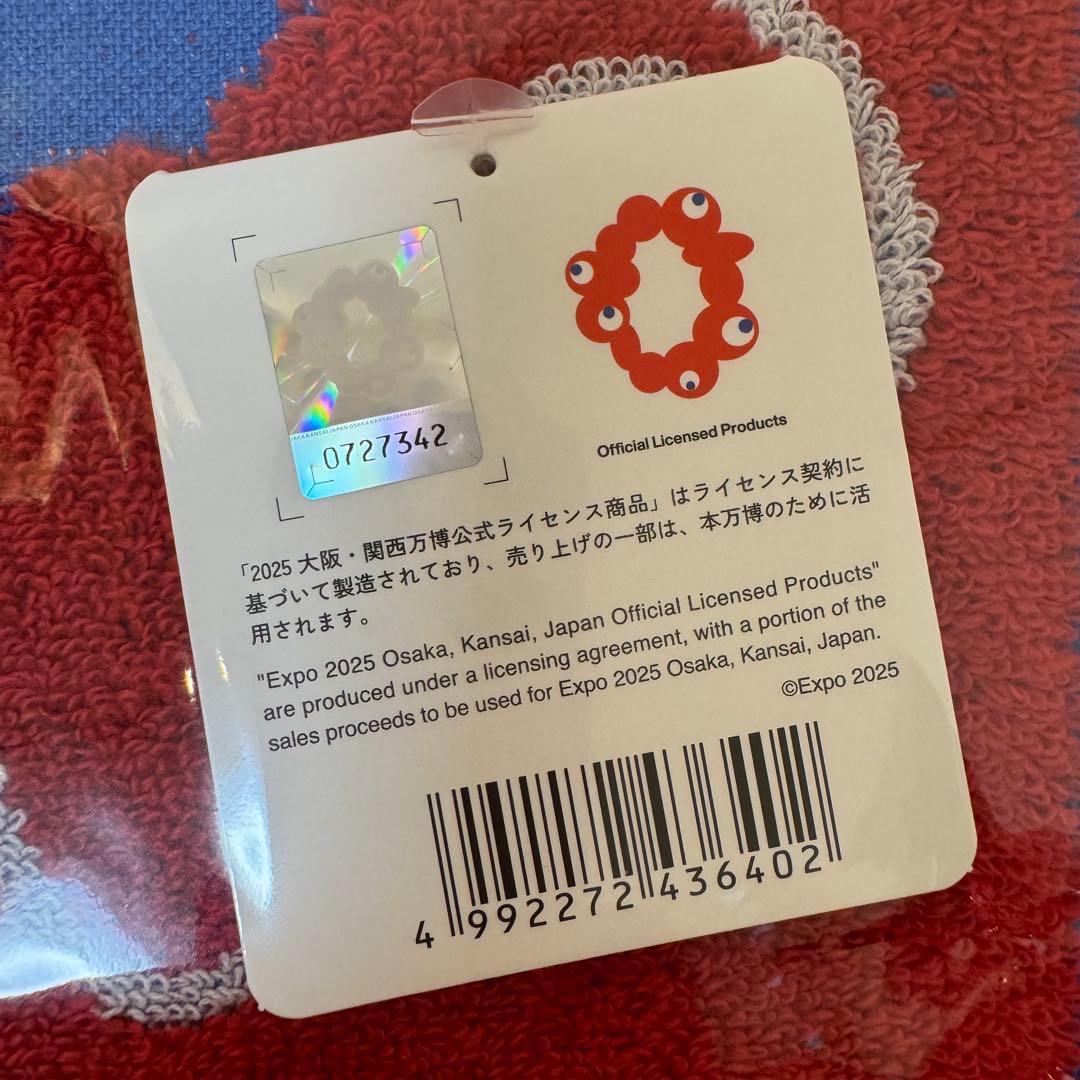 OSAKA KANSAI JAPAN OSAKA KANSAI JAPAN OSAKA
0727342
Official Licensed Products
「2025 大阪・関西万博公式ライセンス商品」はライセンス契約に
基づいて製造されており、売り上げの一部は、本万博のために活
用されます。
"Expo 2025 Osaka, Kansai, Japan Official Licensed Products"
are produced under a licensing agreement, with a portion of the
sales proceeds to be used for Expo 2025 Osaka, Kansai, Japan.
©Expo 2025
4 992272 436402